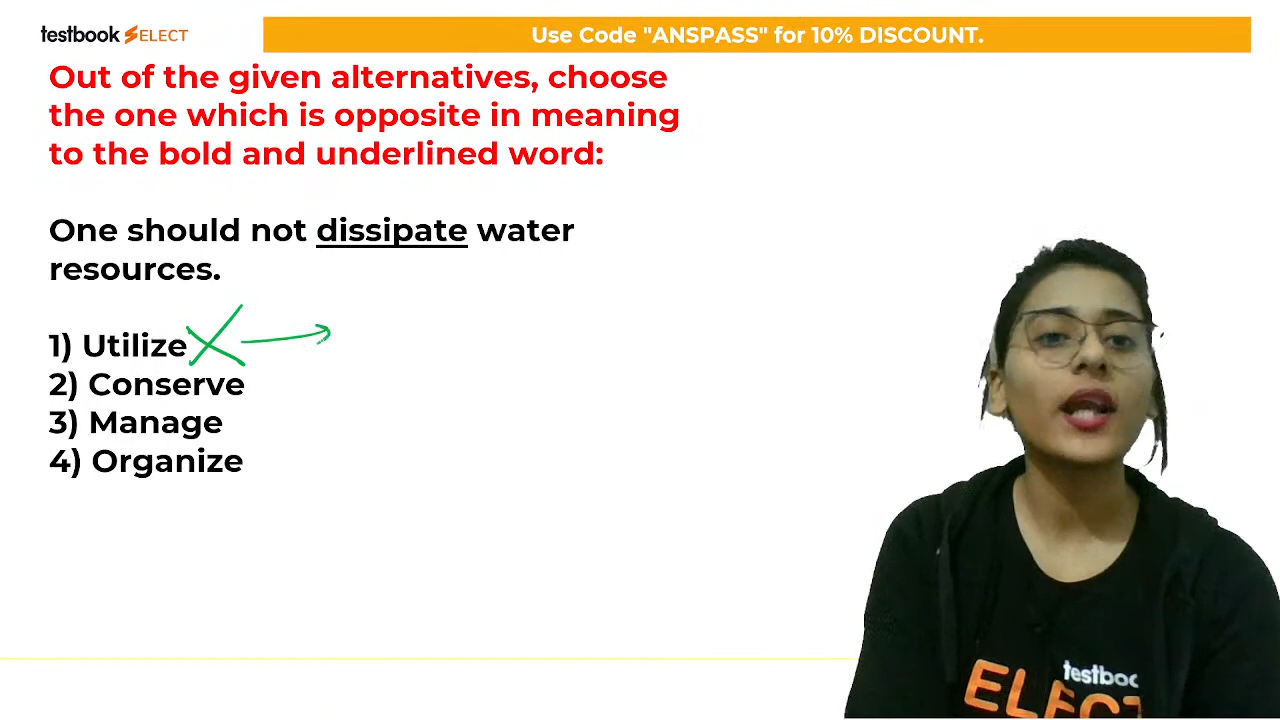 testbook SELECT
Use Code "ANSPASS" for 10% DISCOUNT.
Out of the given alternatives, choose
the one which is opposite in meaning
to the bold and underlined word:
One should not dissipate water
resources.
1) Utilize
2) Conserve
3) Manage
4) Organize
testboo
ELECT